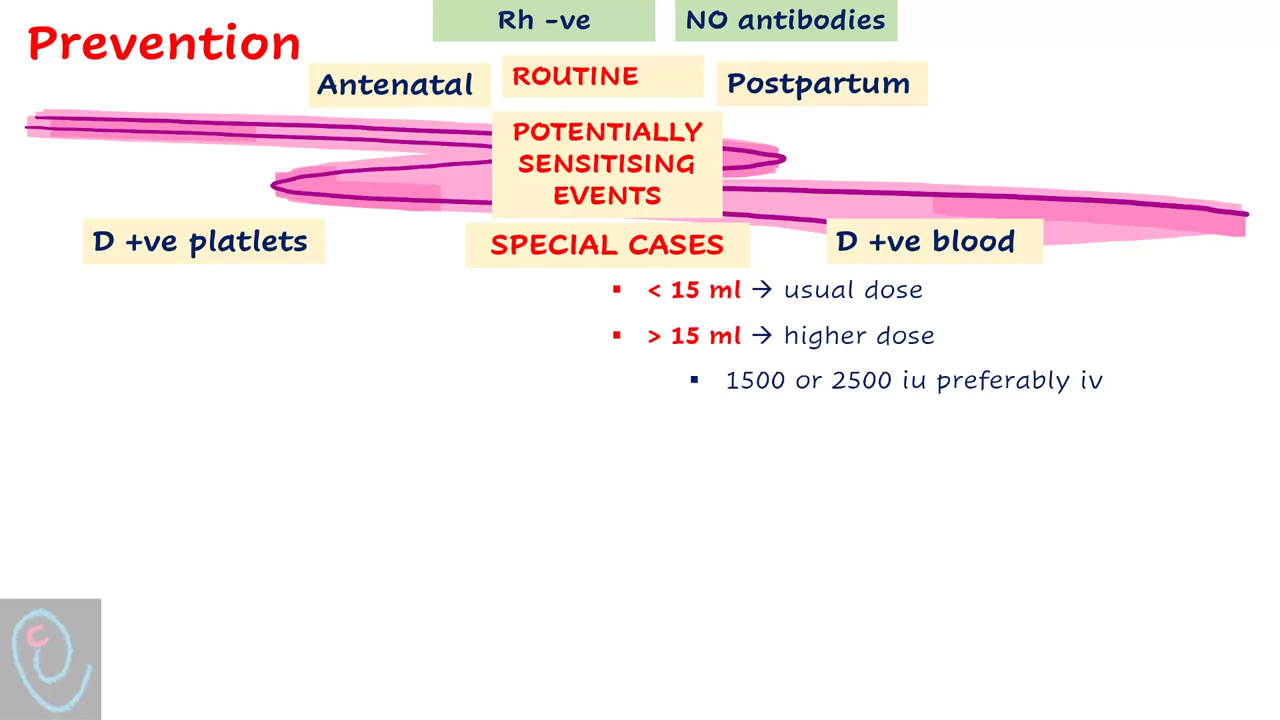 Rh -ve
NO antibodies
Prevention
Antenatal
ROUTINE
Postpartum
POTENTIALLY
SENSITISING
EVENTS
D +ve platlets
SPECIAL CASES
D +ve blood
▪ < 15 ml → usual dose
▪ > 15 ml → higher dose
▪ 1500 or 2500 iu preferably iv